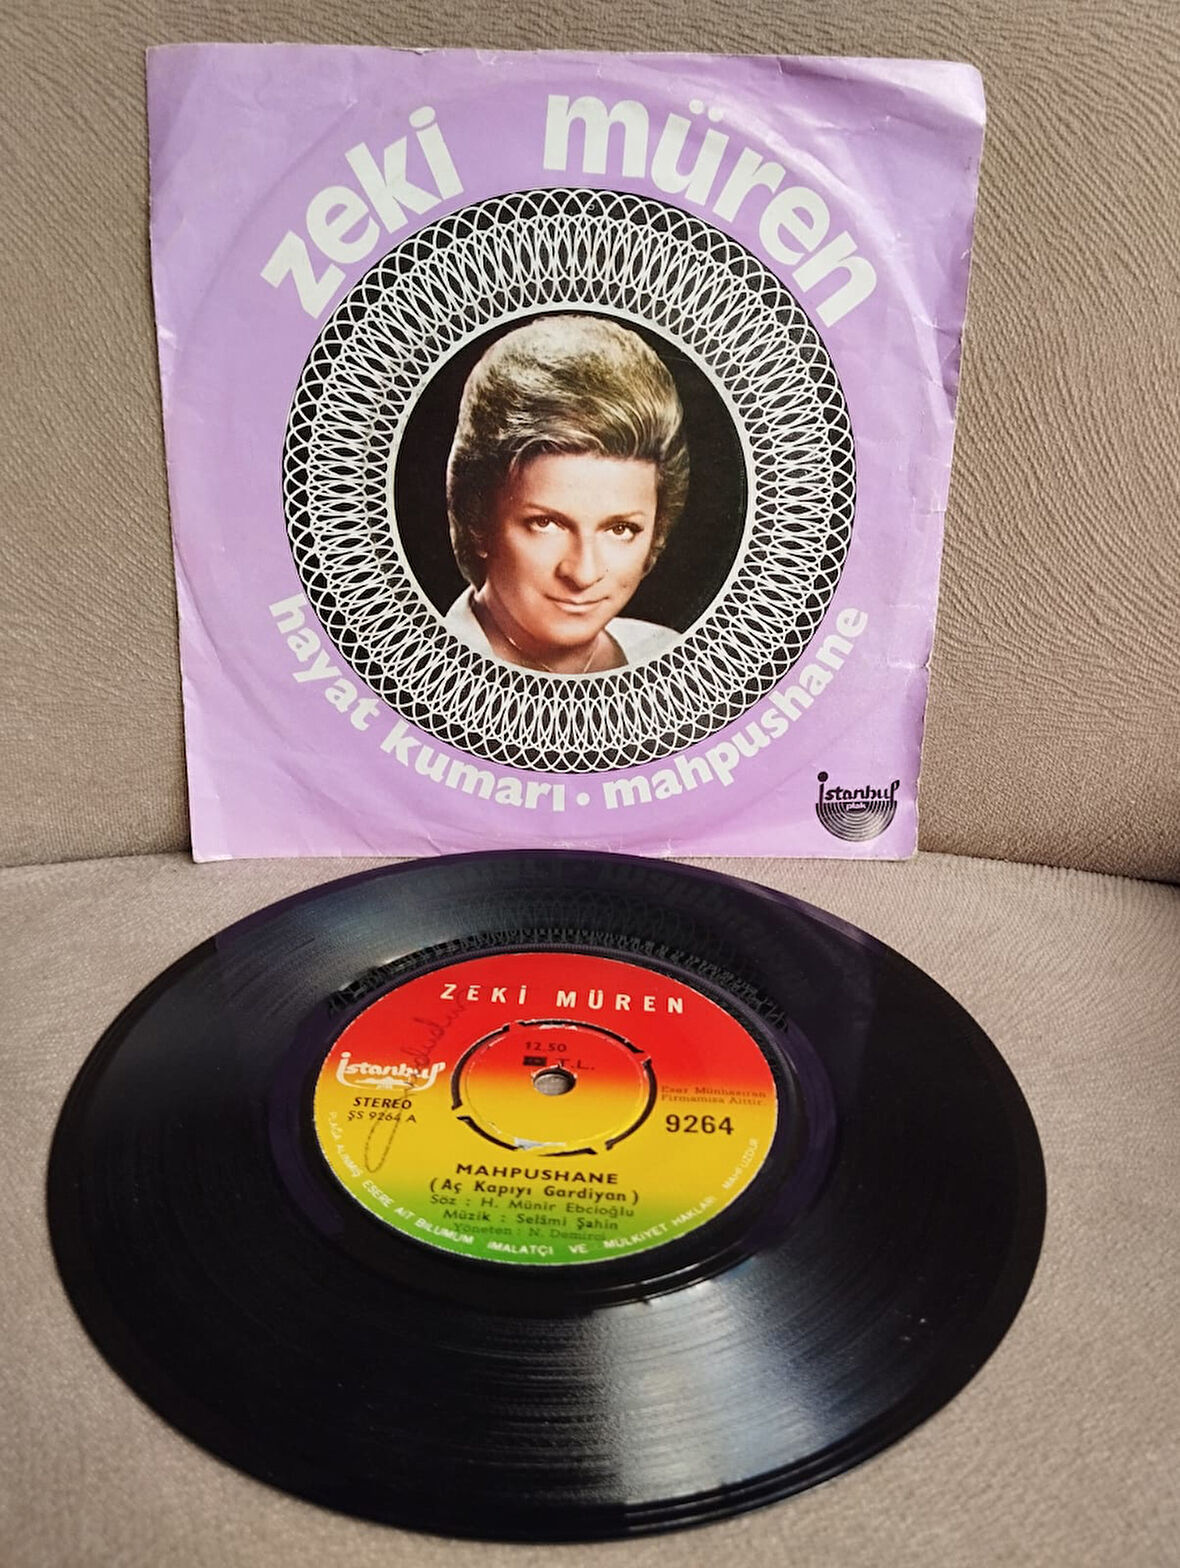 zeki müren
hayat kumarı • mahpushane
istanbul
plak
ZEKİ MÜREN
12.50
T.L.
istanbul
STEREO
SS 9264 A
Eser Münhasıran
Firmamıza Aittir
9264
MAHPUSHANE
(Aç Kapıyı Gardiyan)
Söz : H. Münir Ebcioğlu
Müzik : Selâmi Şahin
Yöneten : N. Demirci
PLAĞA ALINMIŞ ESERE AİT BİLUMUM İMALATÇI VE MÜLKİYET HAKLARI